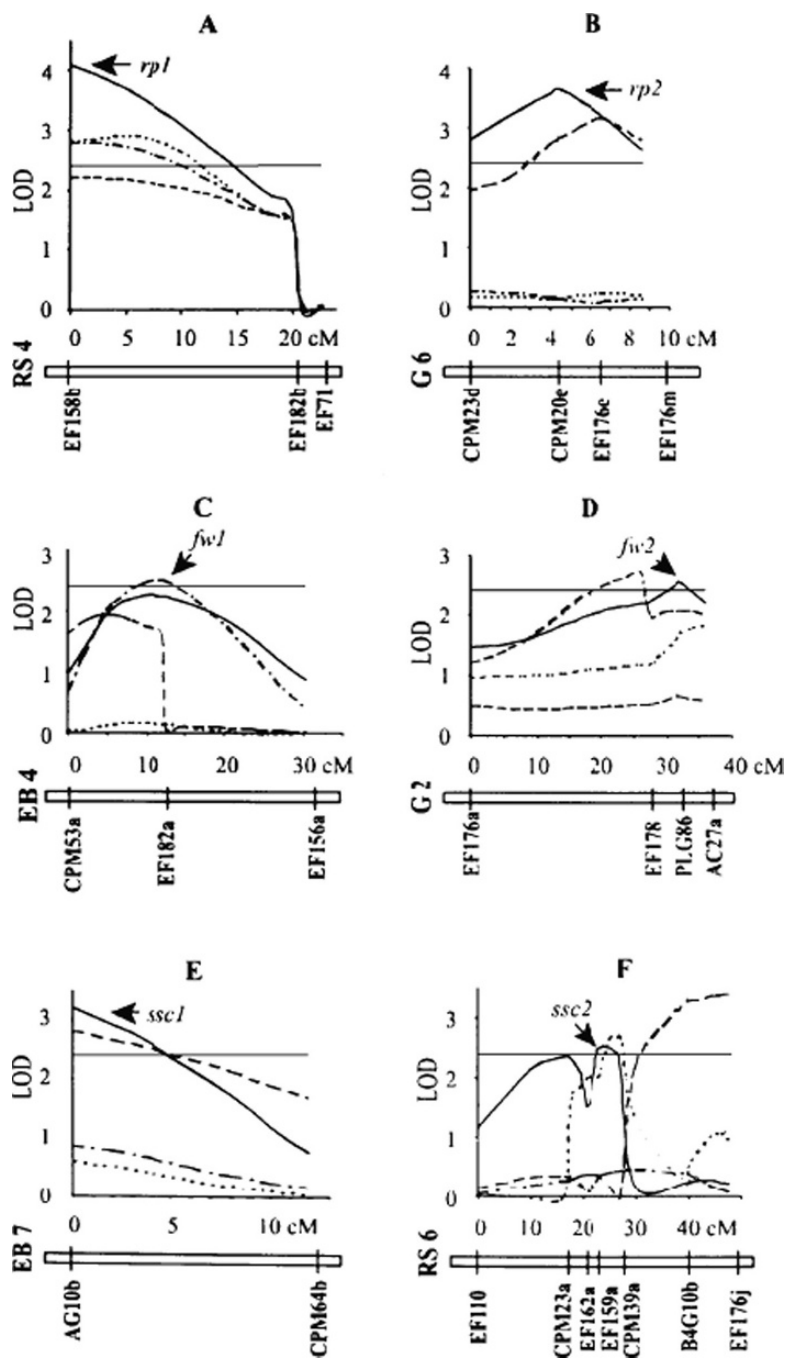 A
LOD
4
3
2
1
0
rp1
0 5 10 15 20 cM
RS 4
EF158b
EF182b
EF71
B
LOD
4
3
2
1
0
rp2
0 2 4 6 8 10 cM
G 6
CPM23d
CPM20e
EF176e
EF176m
C
LOD
3
2
1
0
fw1
0 10 20 30 cM
EB 4
CPM53a
EF182a
EF156a
D
LOD
3
2
1
0
fw2
0 10 20 30 40 cM
G 2
EF176a
EF178
PLG86
AC27a
E
LOD
3
2
1
0
ssc1
0 5 10 cM
EB 7
AG10b
CPM64b
F
LOD
3
2
1
0
ssc2
0 10 20 30 40 cM
RS 6
EF110
CPM23a
EF162a
EF159a
CPM39a
B4G10b
EF176j